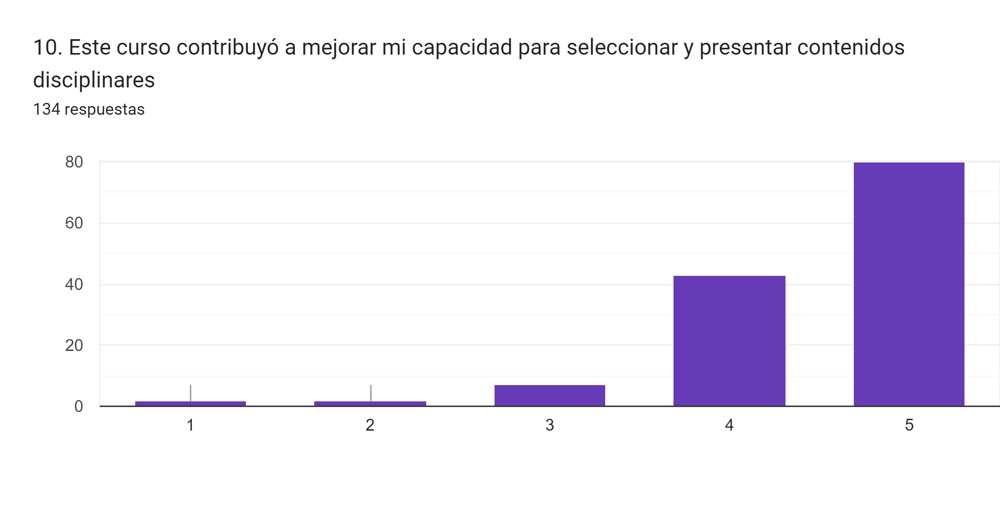 10. Este curso contribuyó a mejorar mi capacidad para seleccionar y presentar contenidos
disciplinares
134 respuestas
80
60
40
20
0
1 2 3 4 5